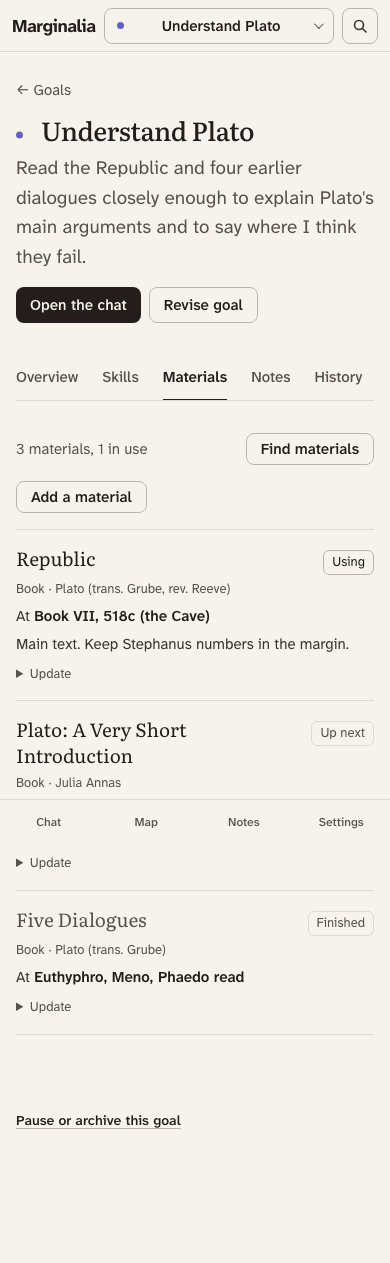 Marginalia
Understand Plato
← Goals
Understand Plato
Read the Republic and four earlier
dialogues closely enough to explain Plato's
main arguments and to say where I think
they fail.
Open the chat
Revise goal
Overview
Skills
Materials
Notes
History
3 materials, 1 in use
Find materials
Add a material
Republic
Using
Book · Plato (trans. Grube, rev. Reeve)
At Book VII, 518c (the Cave)
Main text. Keep Stephanus numbers in the margin.
Update
Plato: A Very Short
Introduction
Up next
Book · Julia Annas
Chat
Map
Notes
Settings
Update
Five Dialogues
Finished
Book · Plato (trans. Grube)
At Euthyphro, Meno, Phaedo read
Update
Pause or archive this goal